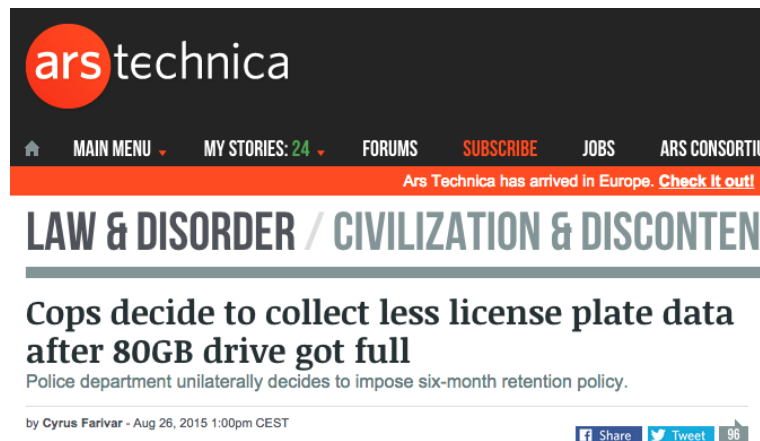 ars technica
MAIN MENU MY STORIES: 24 FORUMS SUBSCRIBE JOBS ARS CONSORTIU
Ars Technica has arrived in Europe. Check it out!
LAW & DISORDER / CIVILIZATION & DISCONTEN
Cops decide to collect less license plate data
after 80GB drive got full
Police department unilaterally decides to impose six-month retention policy.
by Cyrus Farivar - Aug 26, 2015 1:00pm CEST
Share Tweet 96